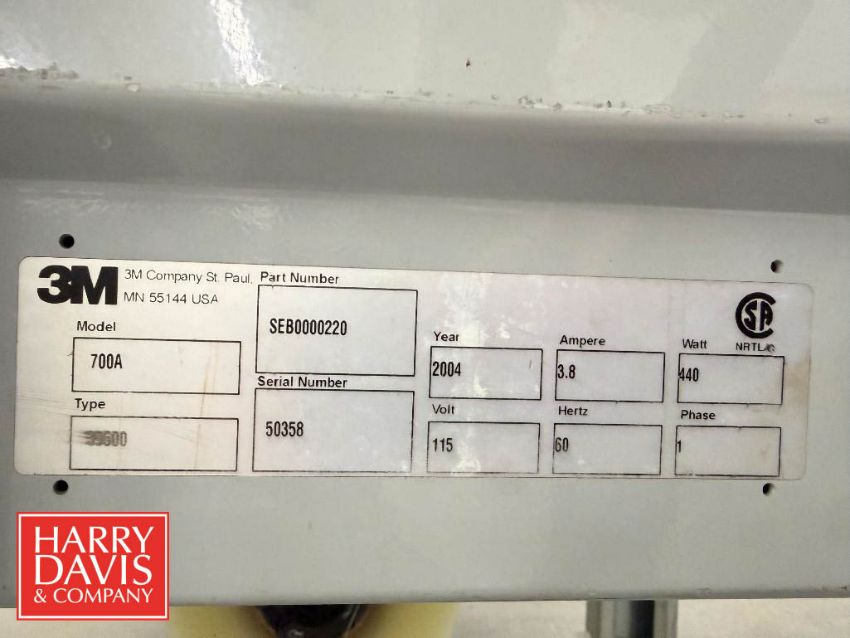 3M
3M Company St. Paul,
MN 55144 USA
Model
700A
Type
Part Number
SEB0000220
Serial Number
50358
Year
2004
Ampere
3.8
Watt
440
Volt
115
Hertz
60
Phase
1
SA
NRTL/C
HARRY
DAVIS
& COMPANY